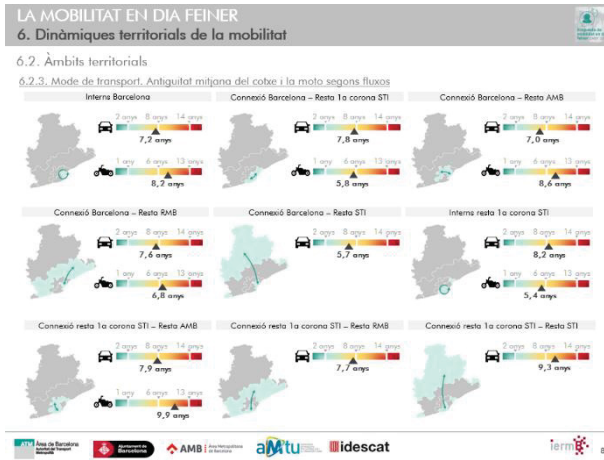 LA MOBILITAT EN DIA FEINER
6. Dinàmiques territorials de la mobilitat
6.2. Àmbits territorials
6.2.3. Mode de transport. Antiguitat mitjana del cotxe i la moto segons fluxos
Interns Barcelona
2 anys 8 anys 14 anys
7,2 anys
1 any 6 anys 13 anys
8,2 anys
Connexió Barcelona – Resta 1a corona STI
2 anys 8 anys 14 anys
7,8 anys
1 any 6 anys 13 anys
5,8 anys
Connexió Barcelona – Resta AMB
2 anys 8 anys 14 anys
7,0 anys
1 any 6 anys 13 anys
8,6 anys
Connexió Barcelona – Resta RMB
2 anys 8 anys 14 anys
7,6 anys
1 any 6 anys 13 anys
6,8 anys
Connexió Barcelona – Resta STI
2 anys 8 anys 14 anys
5,7 anys
Interns resta 1a corona STI
2 anys 8 anys 14 anys
8,2 anys
1 any 6 anys 13 anys
5,4 anys
Connexió resta 1a corona STI – Resta AMB
2 anys 8 anys 14 anys
7,9 anys
1 any 6 anys 13 anys
9,9 anys
Connexió resta 1a corona STI – Resta RMB
2 anys 8 anys 14 anys
7,7 anys
Connexió resta 1a corona STI – Resta STI
2 anys 8 anys 14 anys
9,3 anys
ATM Àrea de Barcelona
Autoritat del Transport
Metropolità
Ajuntament de
Barcelona
AMB
Àrea Metropolitana
de Barcelona
aMtu
idescat
iermB